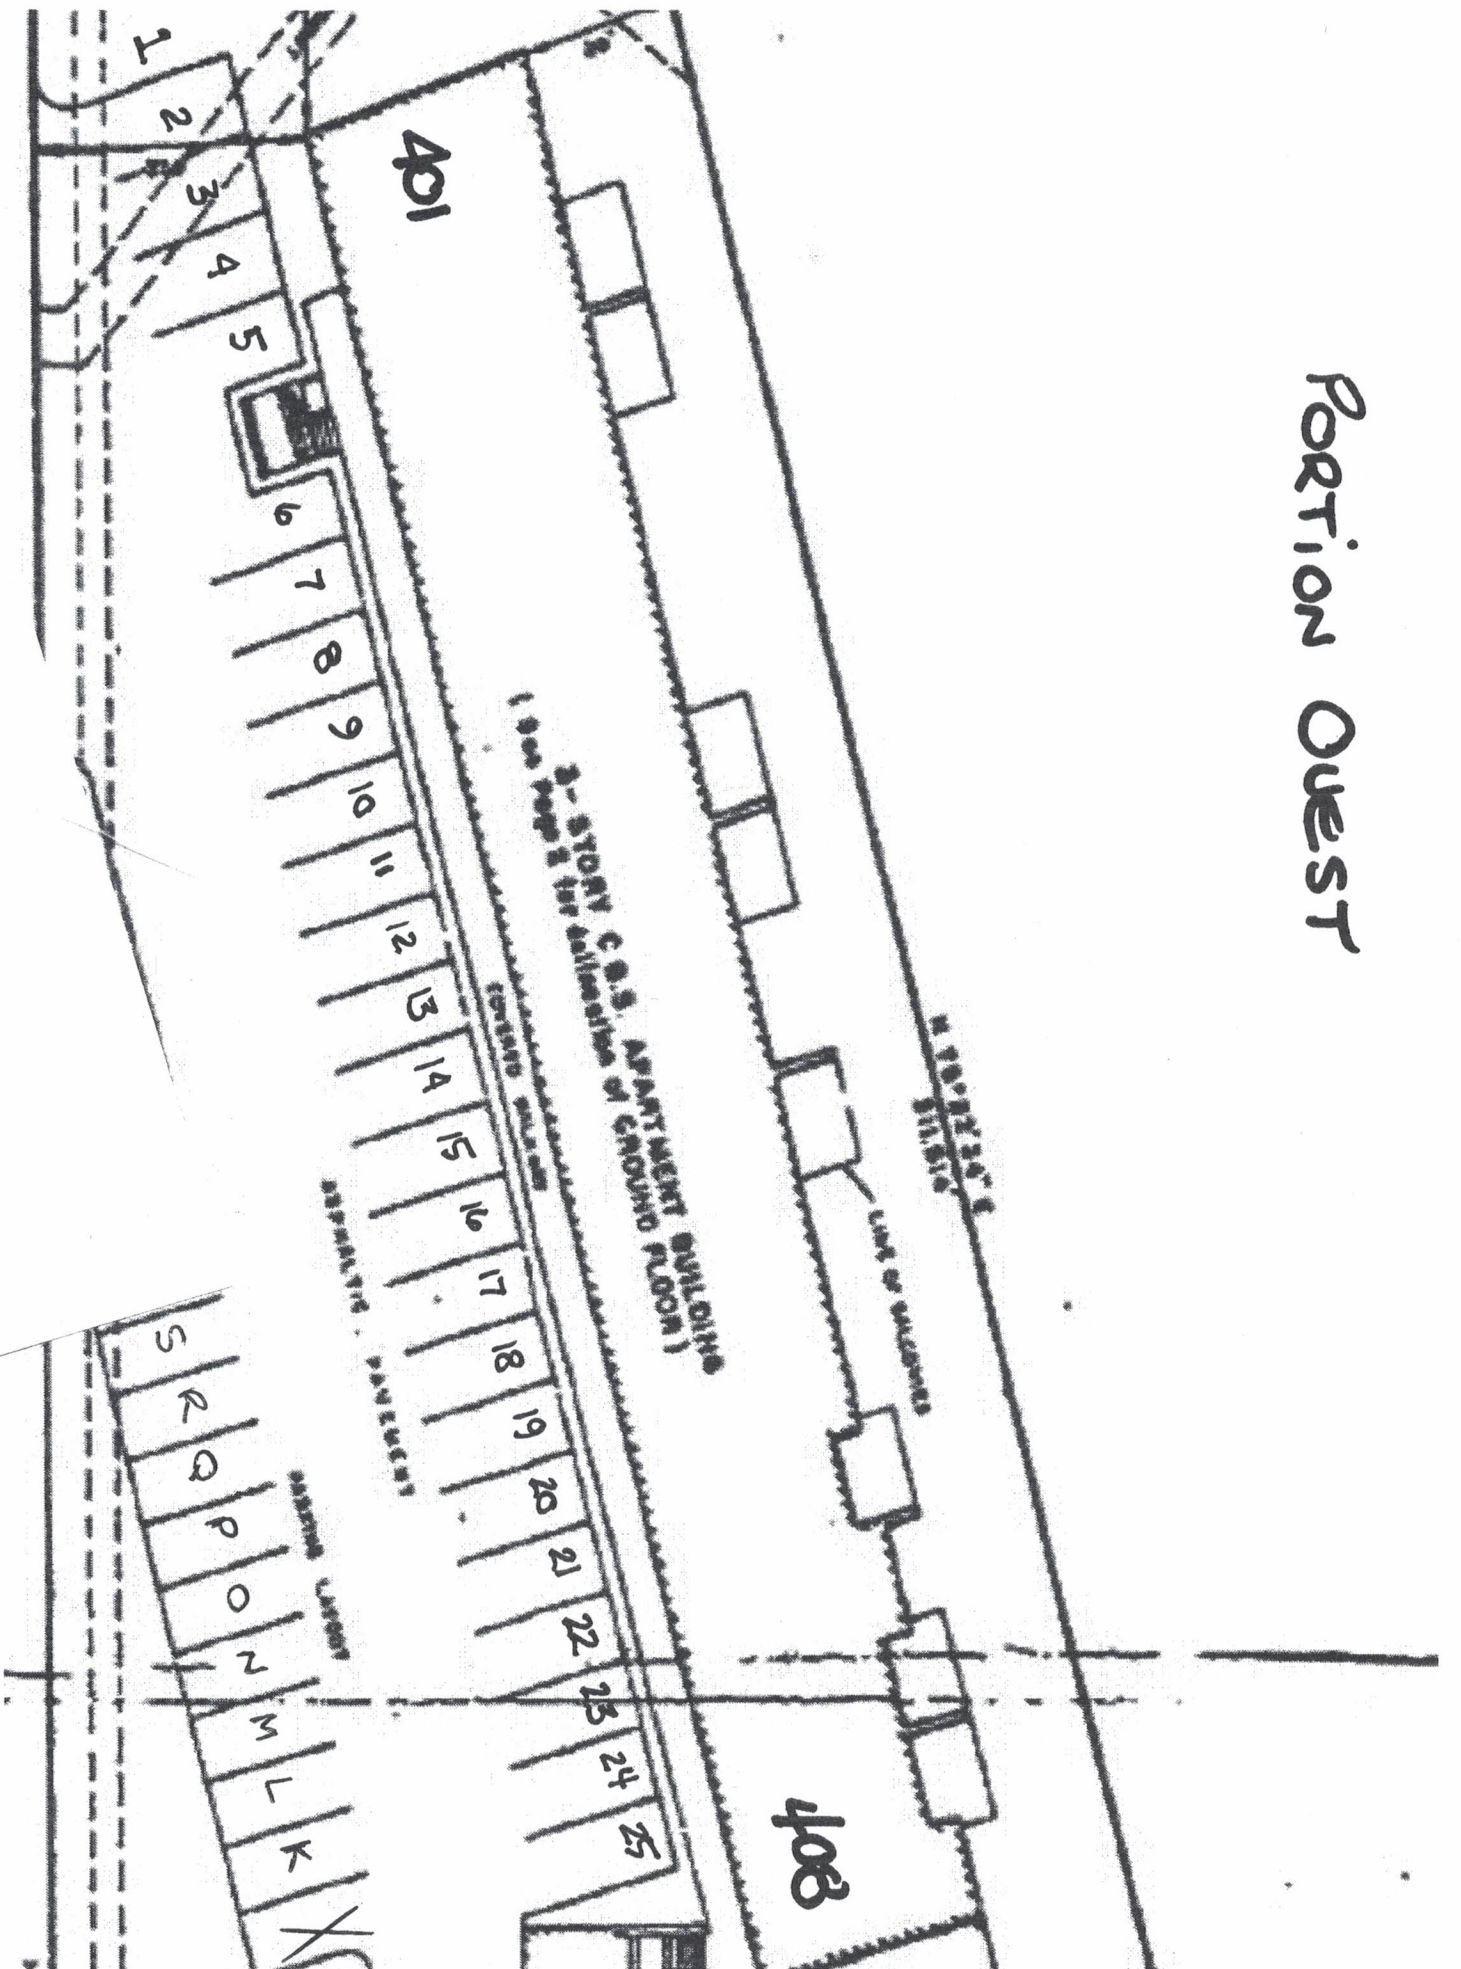 PORTiON OUEST
401
408
3-STORY C.B.S. APARTMENT BUILDING
(See Page 2 for delineation of GROUND FLOOR)
LINE OF BALCONIES
COVERED WALKWAY
ASPHALTIC PAVEMENT
PARKING LAYOUT
1
2
3
4
5
6
7
8
9
10
11
12
13
14
15
16
17
18
19
20
21
22
23
24
25
S
R
Q
P
O
N
M
L
K